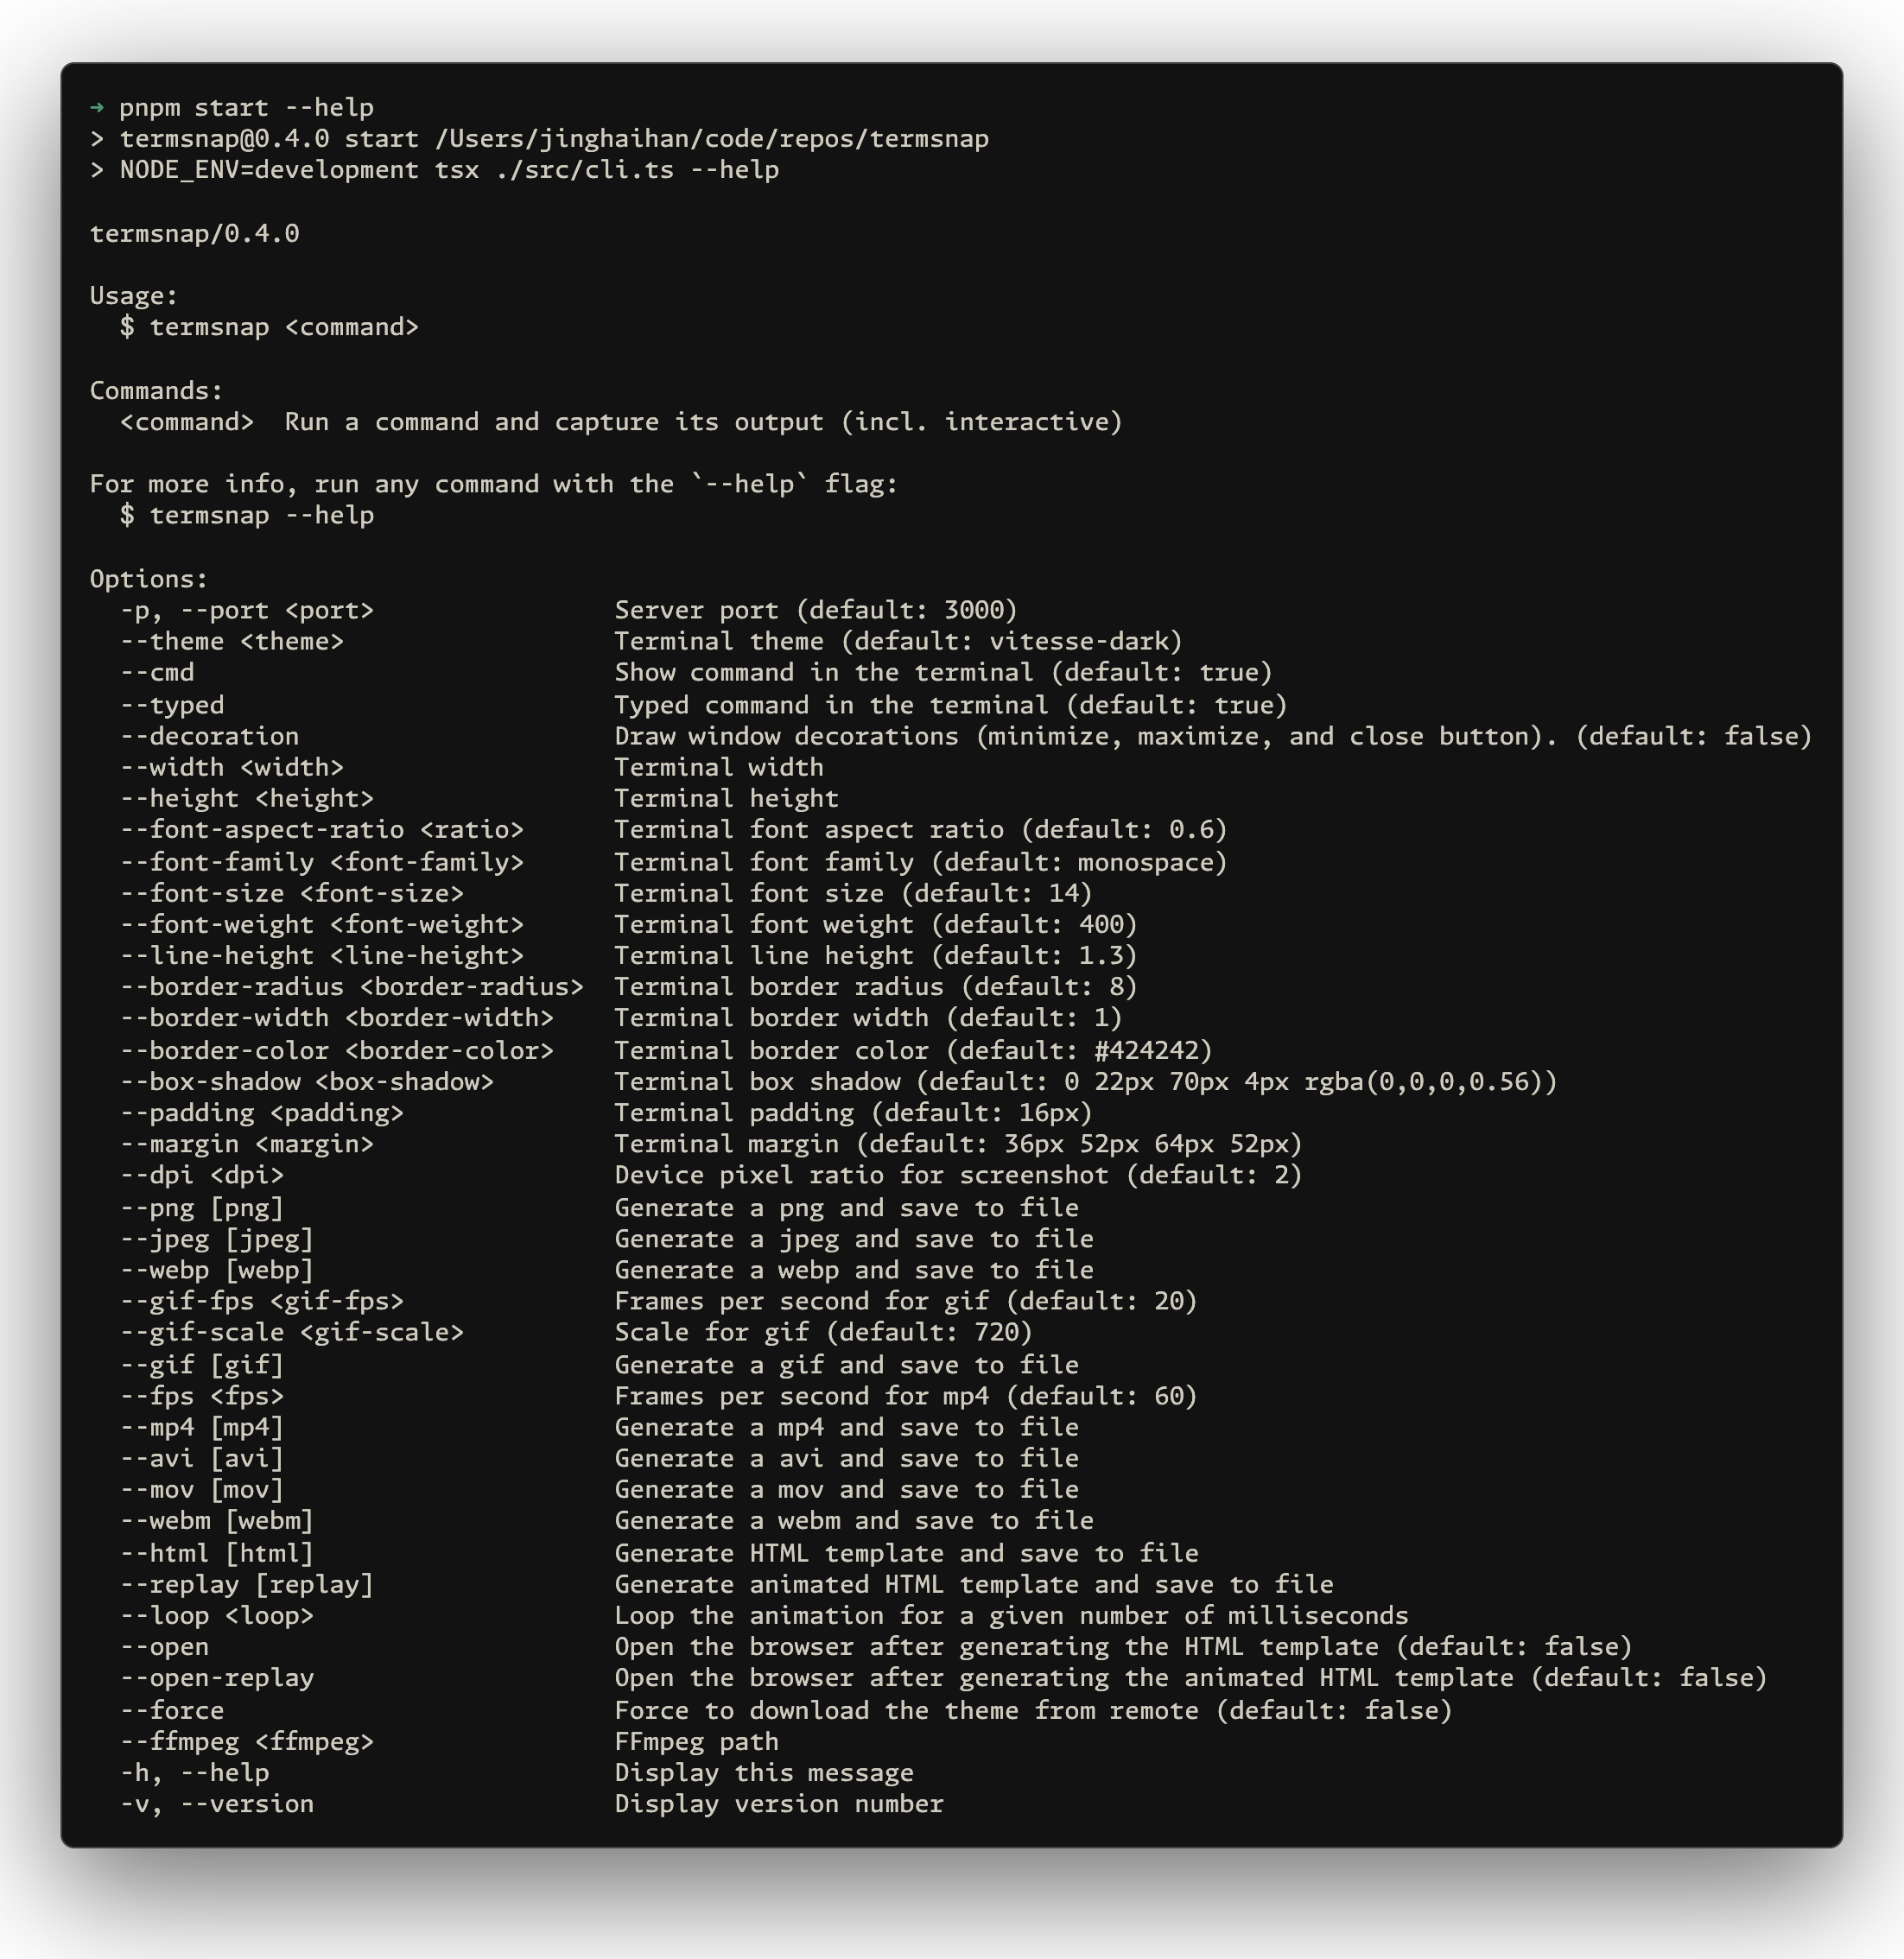 ➜ pnpm start --help
> termsnap@0.4.0 start /Users/jinghaihan/code/repos/termsnap
> NODE_ENV=development tsx ./src/cli.ts --help

termsnap/0.4.0

Usage:
  $ termsnap <command>

Commands:
  <command>  Run a command and capture its output (incl. interactive)

For more info, run any command with the `--help` flag:
  $ termsnap --help

Options:
  -p, --port <port>                Server port (default: 3000)
  --theme <theme>                  Terminal theme (default: vitesse-dark)
  --cmd                            Show command in the terminal (default: true)
  --typed                          Typed command in the terminal (default: true)
  --decoration                     Draw window decorations (minimize, maximize, and close button). (default: false)
  --width <width>                  Terminal width
  --height <height>                Terminal height
  --font-aspect-ratio <ratio>      Terminal font aspect ratio (default: 0.6)
  --font-family <font-family>      Terminal font family (default: monospace)
  --font-size <font-size>          Terminal font size (default: 14)
  --font-weight <font-weight>      Terminal font weight (default: 400)
  --line-height <line-height>      Terminal line height (default: 1.3)
  --border-radius <border-radius>  Terminal border radius (default: 8)
  --border-width <border-width>    Terminal border width (default: 1)
  --border-color <border-color>    Terminal border color (default: #424242)
  --box-shadow <box-shadow>        Terminal box shadow (default: 0 22px 70px 4px rgba(0,0,0,0.56))
  --padding <padding>              Terminal padding (default: 16px)
  --margin <margin>                Terminal margin (default: 36px 52px 64px 52px)
  --dpi <dpi>                      Device pixel ratio for screenshot (default: 2)
  --png [png]                      Generate a png and save to file
  --jpeg [jpeg]                    Generate a jpeg and save to file
  --webp [webp]                    Generate a webp and save to file
  --gif-fps <gif-fps>              Frames per second for gif (default: 20)
  --gif-scale <gif-scale>          Scale for gif (default: 720)
  --gif [gif]                      Generate a gif and save to file
  --fps <fps>                      Frames per second for mp4 (default: 60)
  --mp4 [mp4]                      Generate a mp4 and save to file
  --avi [avi]                      Generate a avi and save to file
  --mov [mov]                      Generate a mov and save to file
  --webm [webm]                    Generate a webm and save to file
  --html [html]                    Generate HTML template and save to file
  --replay [replay]                Generate animated HTML template and save to file
  --loop <loop>                    Loop the animation for a given number of milliseconds
  --open                           Open the browser after generating the HTML template (default: false)
  --open-replay                    Open the browser after generating the animated HTML template (default: false)
  --force                          Force to download the theme from remote (default: false)
  --ffmpeg <ffmpeg>                FFmpeg path
  -h, --help                       Display this message
  -v, --version                    Display version number